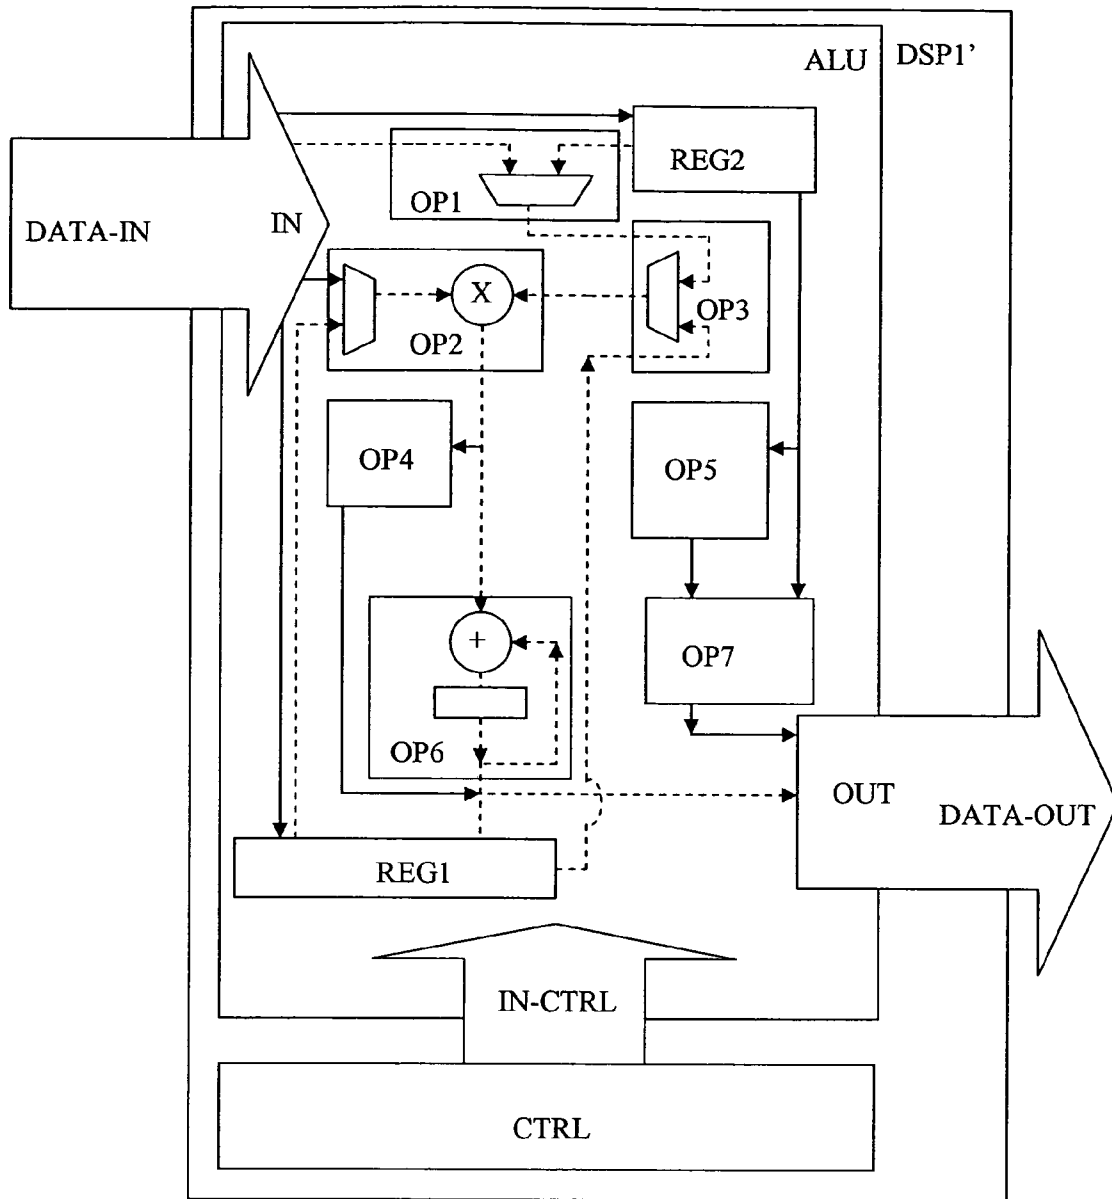 ALU
DSP1'
REG2
OP1
DATA-IN
IN
X
OP3
OP2
OP4
OP5
+
OP7
OP6
OUT
DATA-OUT
REG1
IN-CTRL
CTRL